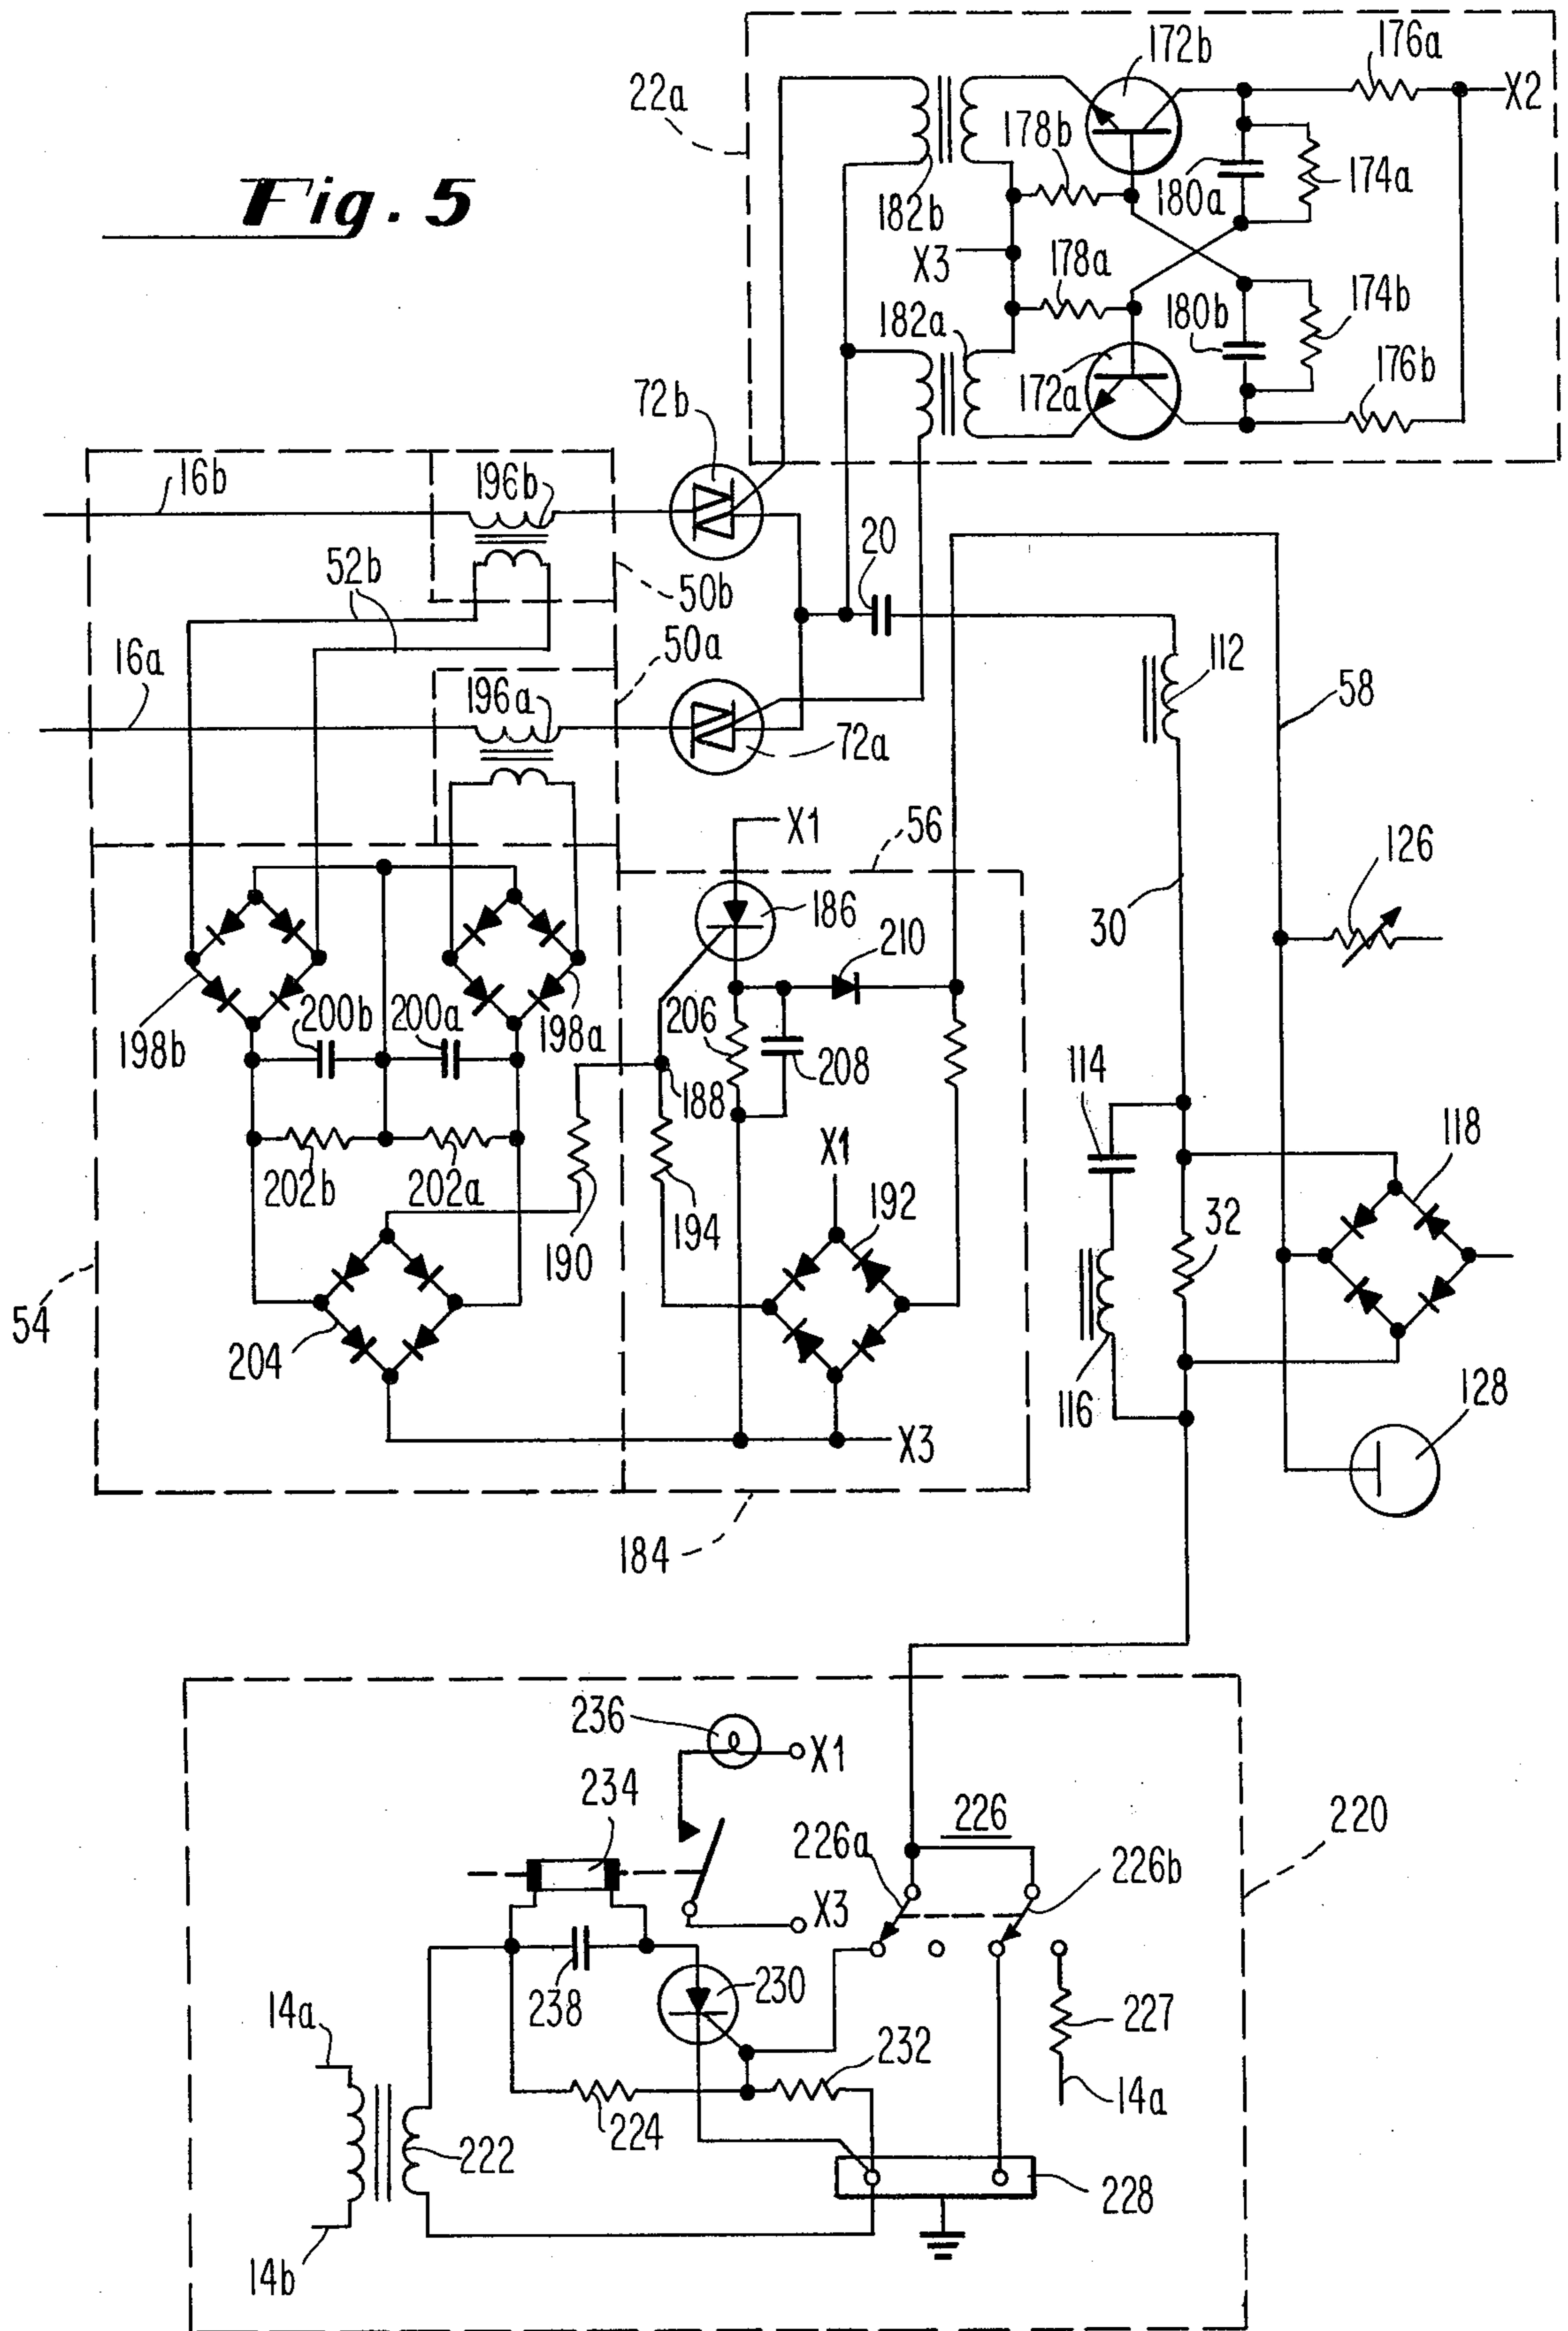 Fig. 5
22a
172b
176a
X2
178b
182b
180a
174a
X3
178a
182a
180b
174b
172a
176b
72b
16b
196b
20
52b
50b
16a
50a
196a
72a
112
58
X1
56
126
186
30
210
200b
200a
206
198b
198a
208
114
188
118
X1
202b
202a
192
32
194
190
54
204
116
128
X3
184
236
X1
234
226
220
226a
226b
X3
238
230
14a
232
227
224
14a
222
228
14b